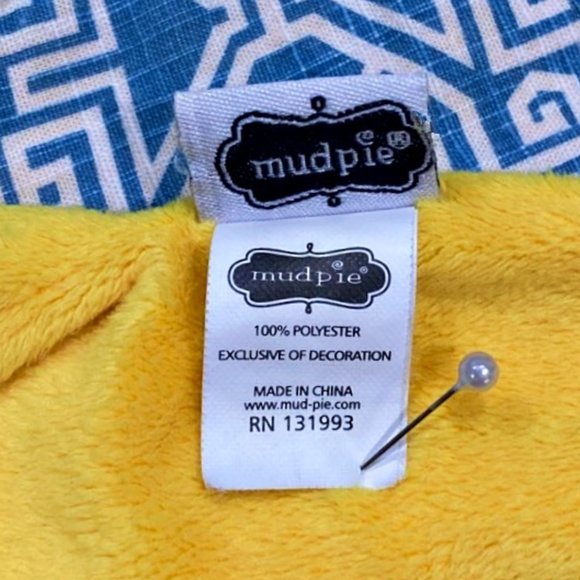 mudpie®
mudpie®
100% POLYESTER
EXCLUSIVE OF DECORATION
MADE IN CHINA
www.mud-pie.com
RN 131993